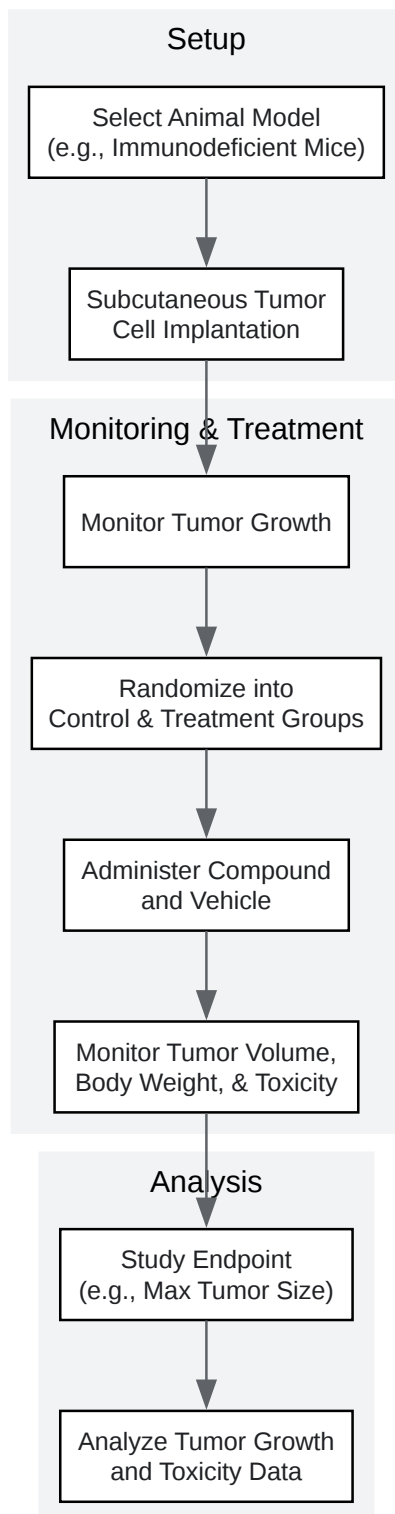 Setup
Select Animal Model
(e.g., Immunodeficient Mice)
Subcutaneous Tumor
Cell Implantation
Monitoring & Treatment
Monitor Tumor Growth
Randomize into
Control & Treatment Groups
Administer Compound
and Vehicle
Monitor Tumor Volume,
Body Weight, & Toxicity
Analysis
Study Endpoint
(e.g., Max Tumor Size)
Analyze Tumor Growth
and Toxicity Data